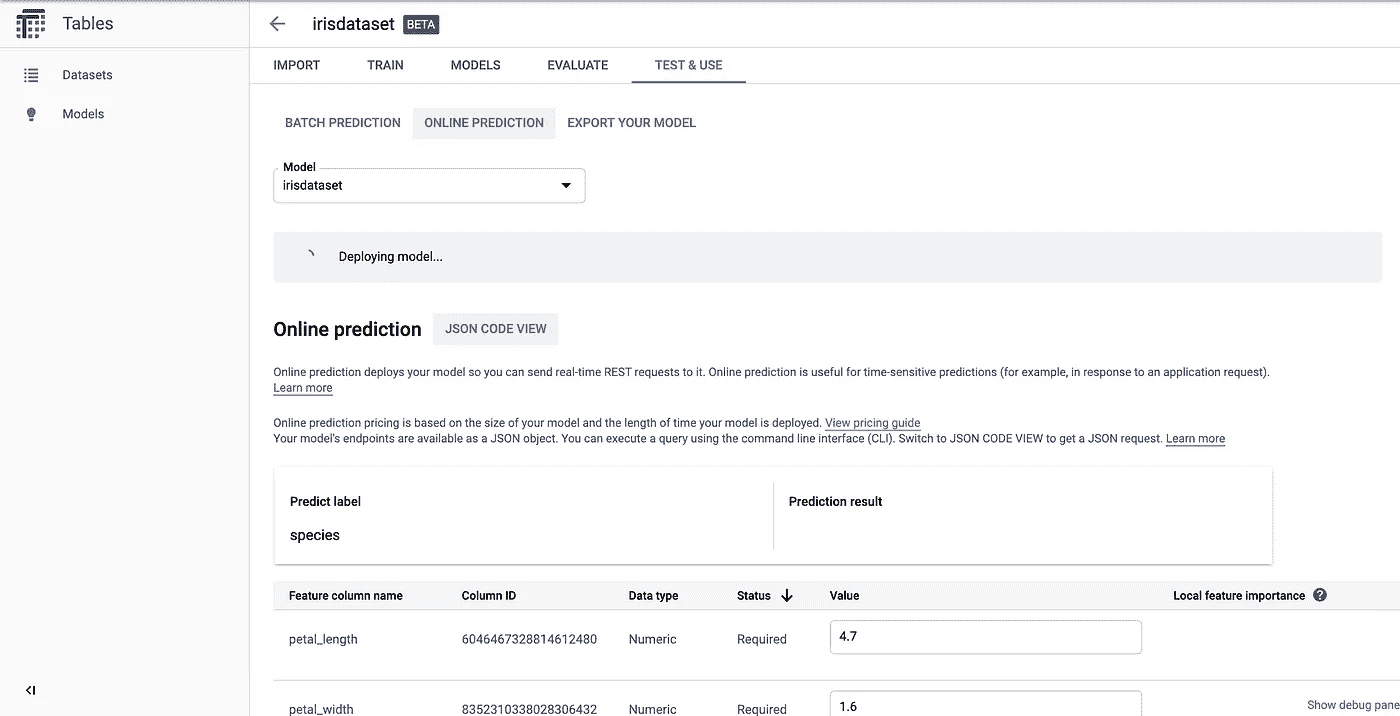 Tables
irisdataset BETA
Datasets
Models
IMPORT TRAIN MODELS EVALUATE TEST & USE
BATCH PREDICTION ONLINE PREDICTION EXPORT YOUR MODEL
Model
irisdataset
Deploying model...
Online prediction JSON CODE VIEW
Online prediction deploys your model so you can send real-time REST requests to it. Online prediction is useful for time-sensitive predictions (for example, in response to an application request).
Learn more
Online prediction pricing is based on the size of your model and the length of time your model is deployed. View pricing guide
Your model's endpoints are available as a JSON object. You can execute a query using the command line interface (CLI). Switch to JSON CODE VIEW to get a JSON request. Learn more
Predict label Prediction result
species
Feature column name Column ID Data type Status Value Local feature importance ?
petal_length 6046467328814612480 Numeric Required 4.7
petal_width 8352310338028306432 Numeric Required 1.6
Show debug pane